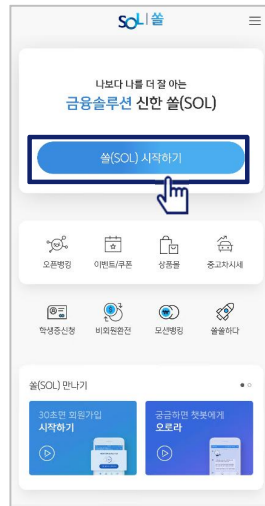 SOL | 쏠
나보다 나를 더 잘 아는
금융솔루션 신한 쏠(SOL)
쏠(SOL) 시작하기
오픈뱅킹 이벤트/쿠폰 상품몰 중고차시세
학생증신청 비회원환전 모션뱅킹 쏠쏠하다
쏠(SOL) 만나기
30초만 회원가입
시작하기
궁금하면 챗봇에게
오로라